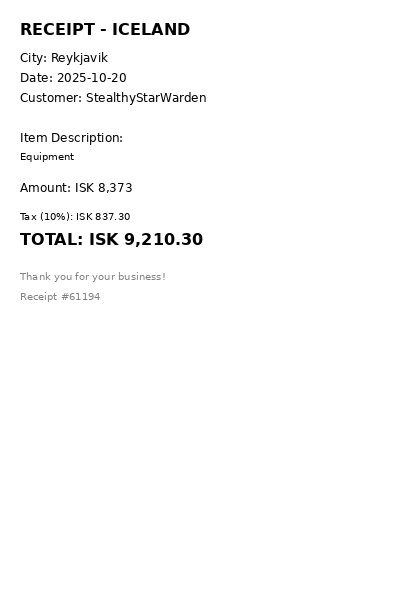 RECEIPT - ICELAND
City: Reykjavik
Date: 2025-10-20
Customer: StealthyStarWarden
Item Description:
Equipment
Amount: ISK 8,373
Tax (10%): ISK 837.30
TOTAL: ISK 9,210.30
Thank you for your business!
Receipt #61194